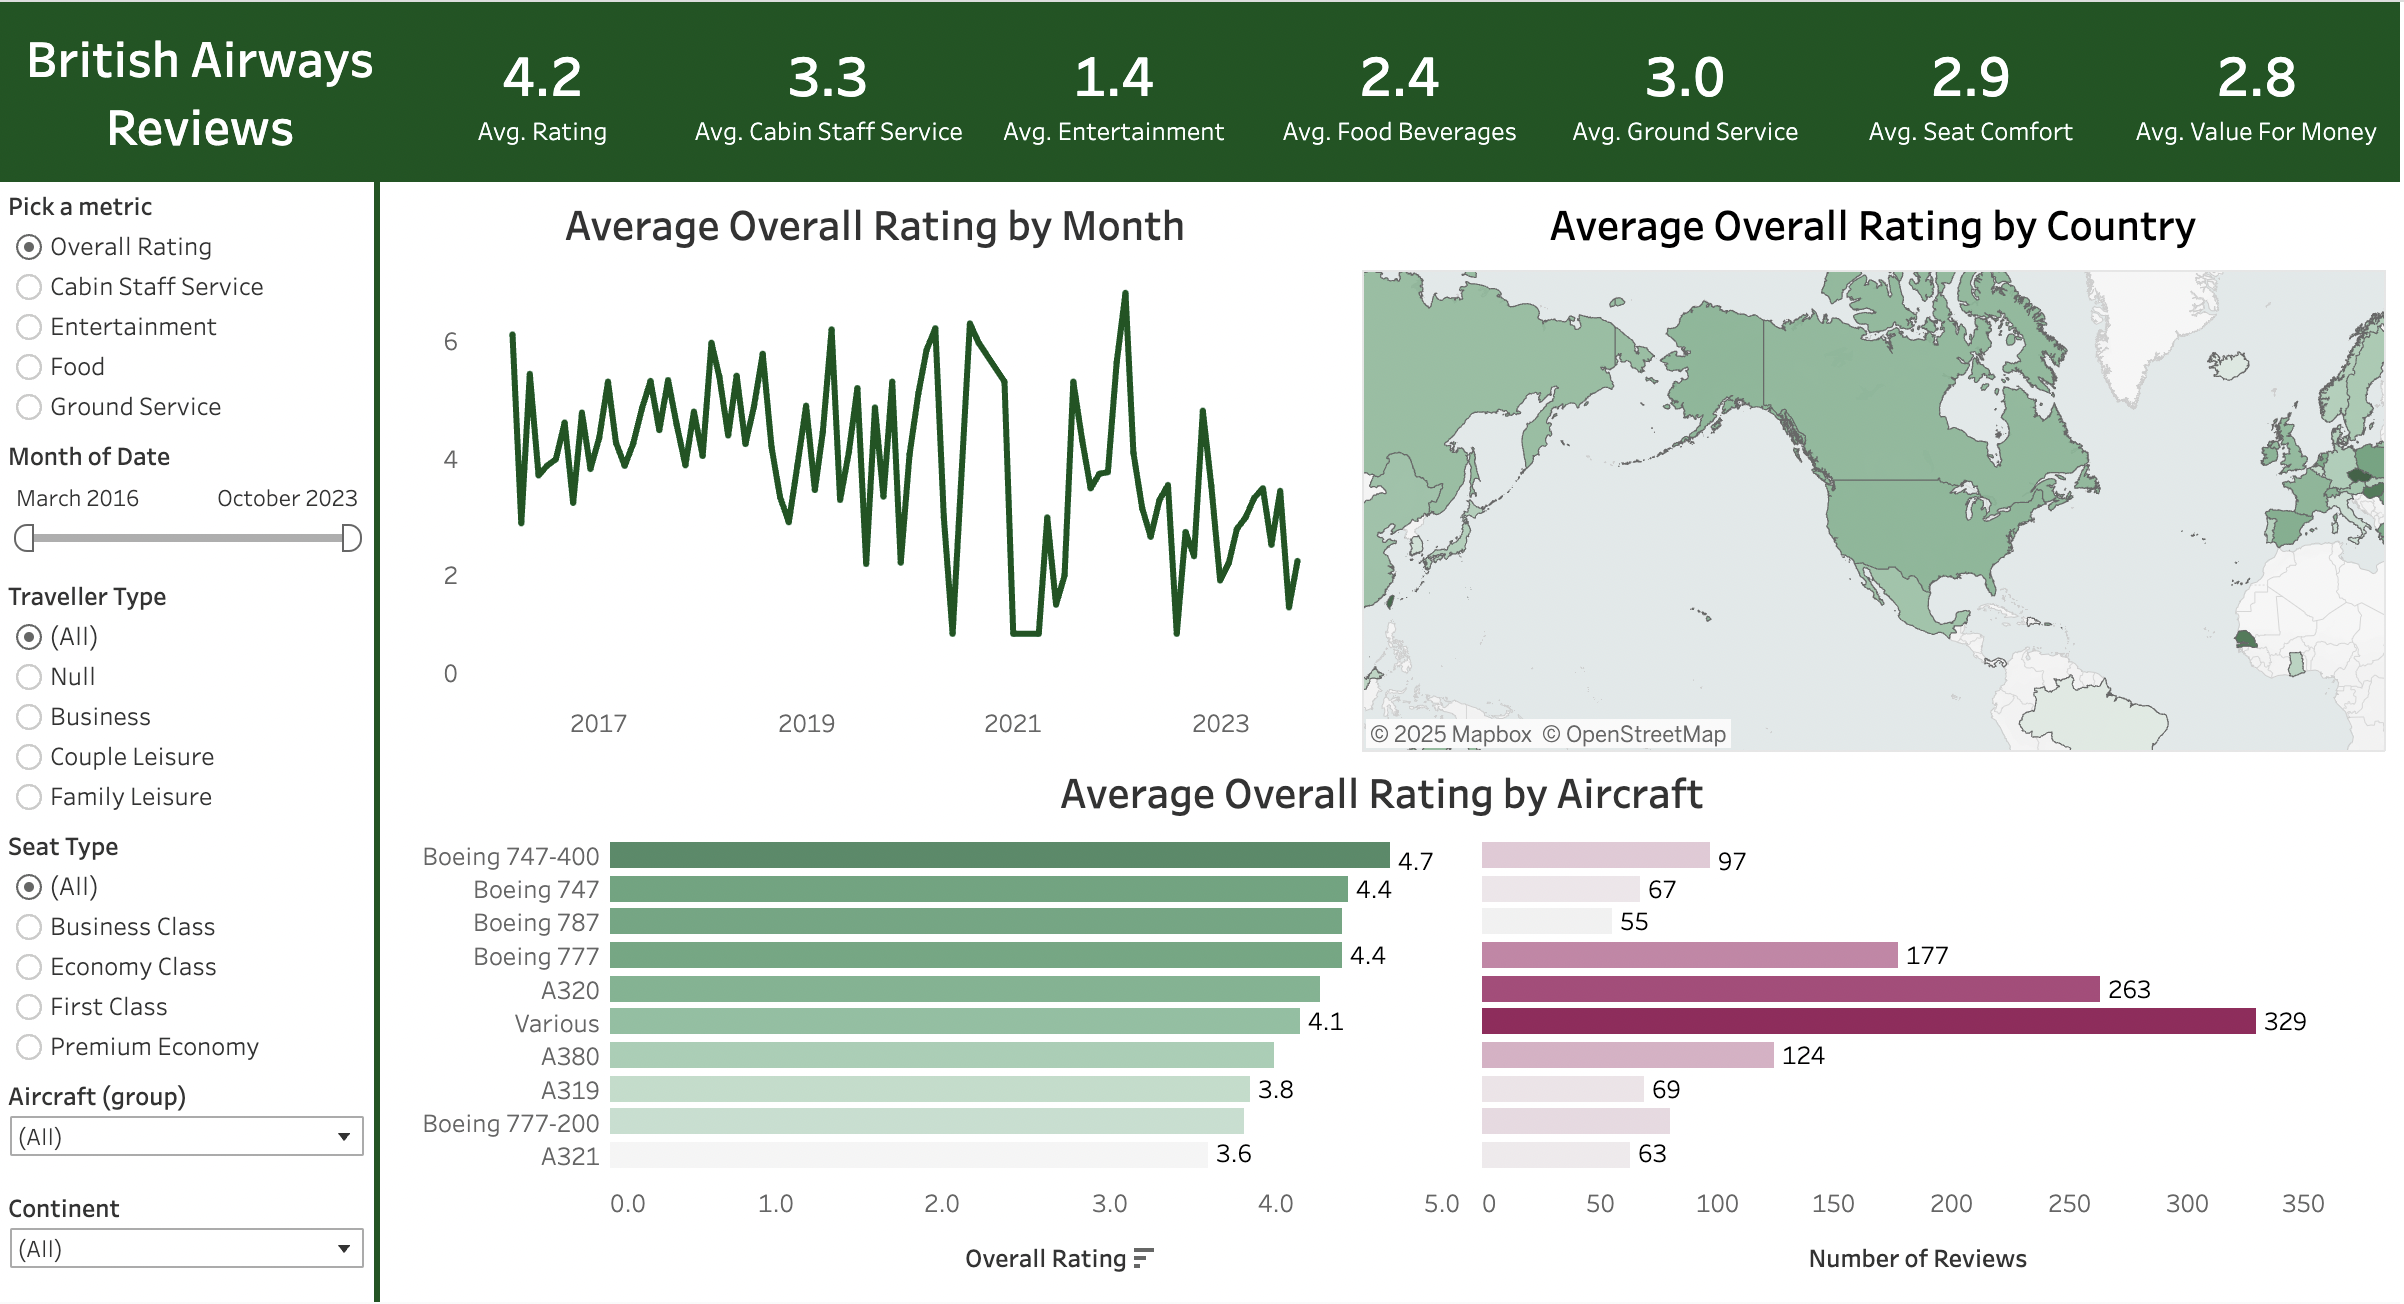 British Airways
Reviews
4.2
Avg. Rating
3.3
Avg. Cabin Staff Service
1.4
Avg. Entertainment
2.4
Avg. Food Beverages
3.0
Avg. Ground Service
2.9
Avg. Seat Comfort
2.8
Avg. Value For Money
Pick a metric
Overall Rating
Cabin Staff Service
Entertainment
Food
Ground Service
Month of Date
March 2016 October 2023
Traveller Type
(All)
Null
Business
Couple Leisure
Family Leisure
Seat Type
(All)
Business Class
Economy Class
First Class
Premium Economy
Aircraft (group)
(All)
Continent
(All)
Average Overall Rating by Month
6
4
2
0
2017 2019 2021 2023
Average Overall Rating by Country
© 2025 Mapbox © OpenStreetMap
Average Overall Rating by Aircraft
Boeing 747-400 4.7 97
Boeing 747 4.4 67
Boeing 787 55
Boeing 777 4.4 177
A320 263
Various 4.1 329
A380 124
A319 3.8 69
Boeing 777-200
A321 3.6 63
0.0 1.0 2.0 3.0 4.0 5.0 0 50 100 150 200 250 300 350
Overall Rating Number of Reviews